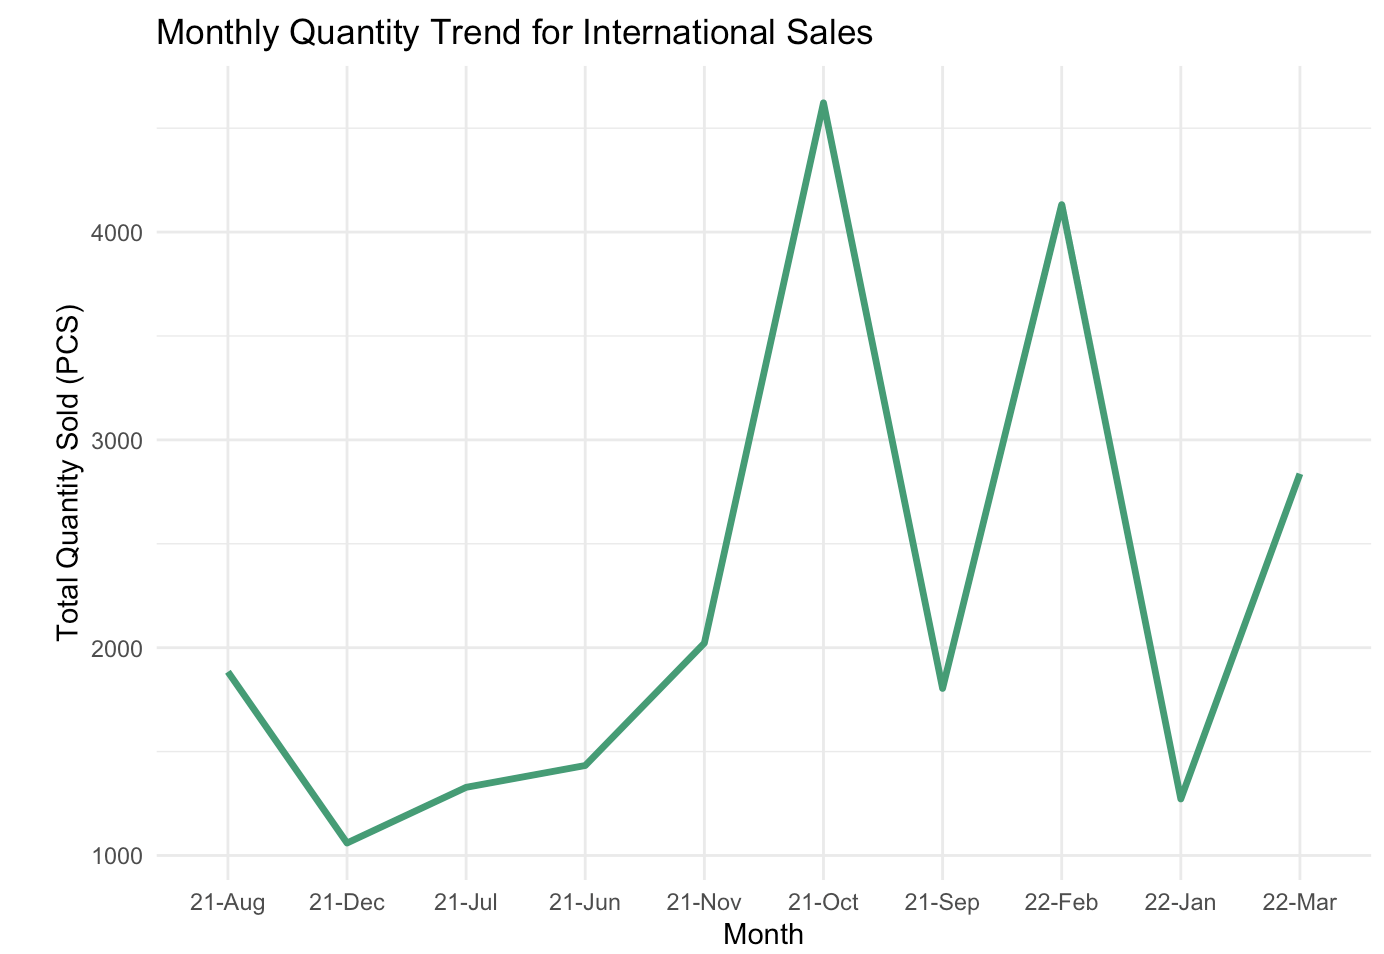 Monthly Quantity Trend for International Sales
Total Quantity Sold (PCS)
4000
3000
2000
1000
21-Aug 21-Dec 21-Jul 21-Jun 21-Nov 21-Oct 21-Sep 22-Feb 22-Jan 22-Mar
Month